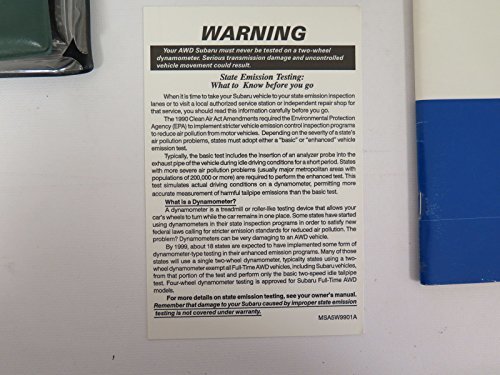 WARNING
Your AWD Subaru must never be tested on a two-wheel
dynamometer. Serious transmission damage and uncontrolled
vehicle movement could result.
State Emission Testing:
What to Know before you go
When it is time to take your Subaru vehicle to your state emission inspection
lanes or to visit a local authorized service station or independent repair shop for
that service, you should read this information carefully before you go.
The 1990 Clean Air Act Amendments required the Environmental Protection
Agency (EPA) to implement stricter vehicle emission control inspection programs
to reduce air pollution from motor vehicles. Depending on the severity of a state's
air pollution problems, states must adopt either a "basic" or "enhanced" vehicle
emission test.
Typically, the basic test includes the insertion of an analyzer probe into the
exhaust pipe of the vehicle during idle driving conditions for a short period. States
with more severe air pollution problems (usually major metropolitan areas with
populations of 200,000 or more) are required to perform the enhanced test. This
test simulates actual driving conditions on a dynamometer, permitting more
accurate measurement of harmful tailpipe emissions than the basic test.
What is a Dynamometer?
A dynamometer is a treadmill or roller-like testing device that allows your
car's wheels to turn while the car remains in one place. Some states have started
using dynamometers in their state inspection programs in order to satisfy new
federal laws calling for stricter emission standards for reduced air pollution. The
problem? Dynamometers can be very damaging to an AWD vehicle.
By 1999, about 18 states are expected to have implemented some form of
dynamometer-type testing in their enhanced emissions programs. Many of those
states will use a single two-wheel dynamometer, typically states using a two-
wheel dynamometer exempt all Full-Time AWD vehicles, including Subaru vehicles,
from that portion of the test and perform only the basic two-speed idle tailpipe
test. Four-wheel dynamometer testing is approved for Subaru Full-Time AWD
models.
For more details on state emission testing, see your owner's manual.
Remember that damage to your Subaru caused by improper state emission
testing is not covered under warranty.
MSA5W9901A